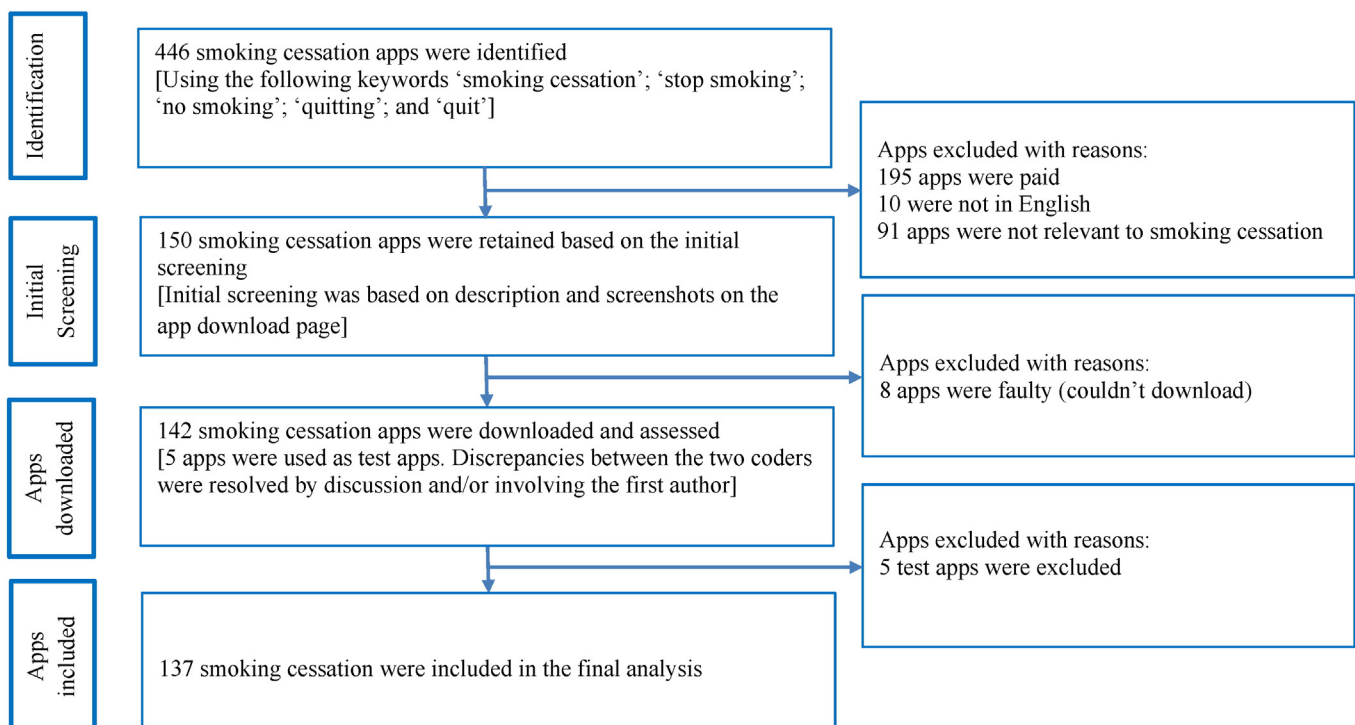 Identification
446 smoking cessation apps were identified
[Using the following keywords ‘smoking cessation’; ‘stop smoking’;
‘no smoking’; ‘quitting’; and ‘quit’]
Apps excluded with reasons:
195 apps were paid
10 were not in English
91 apps were not relevant to smoking cessation
Initial
Screening
150 smoking cessation apps were retained based on the initial
screening
[Initial screening was based on description and screenshots on the
app download page]
Apps excluded with reasons:
8 apps were faulty (couldn’t download)
Apps
downloaded
142 smoking cessation apps were downloaded and assessed
[5 apps were used as test apps. Discrepancies between the two coders
were resolved by discussion and/or involving the first author]
Apps excluded with reasons:
5 test apps were excluded
Apps
included
137 smoking cessation were included in the final analysis